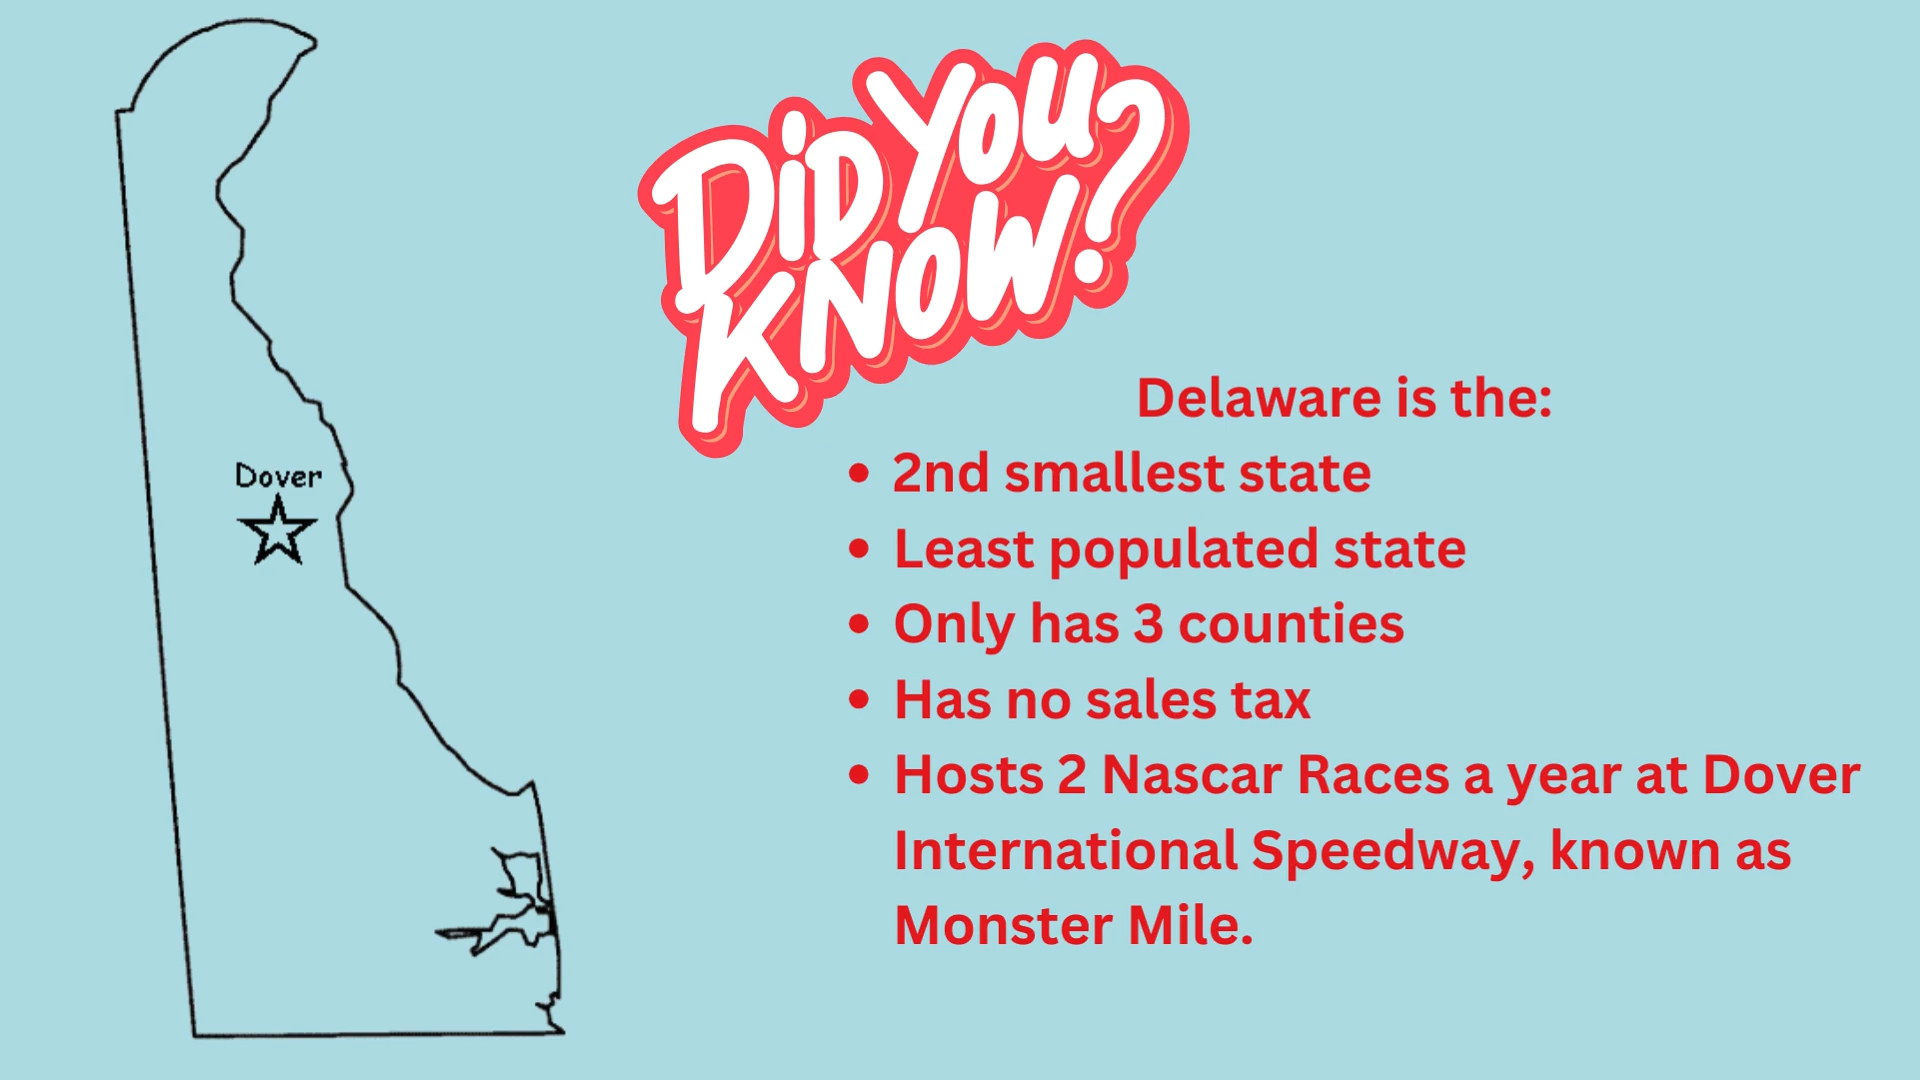 DiD You
KNOW?
Delaware is the:
• 2nd smallest state
• Least populated state
• Only has 3 counties
• Has no sales tax
• Hosts 2 Nascar Races a year at Dover
International Speedway, known as
Monster Mile.
Dover